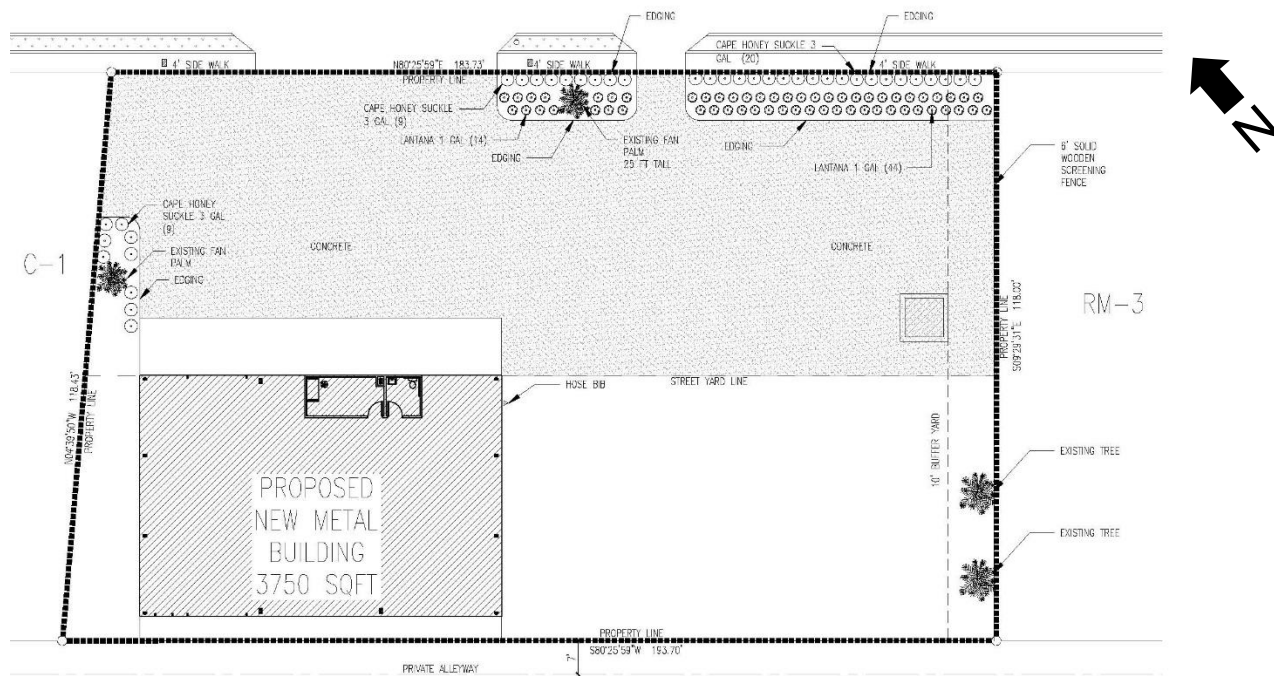 EDGING
EDGING
CAPE HONEY SUCKLE 3
GAL (20)
4' SIDE WALK
N80°25'59"E 183.73'
4' SIDE WALK
4' SIDE WALK
PROPERTY LINE
N
CAPE HONEY SUCKLE
3 GAL (9)
LANTANA 1 GAL (14)
EDGING
EXISTING FAN
PALM
25 FT TALL
EDGING
LANTANA 1 GAL (44)
6' SOLID
WOODEN
SCREENING
FENCE
CAPE HONEY
SUCKLE 3 GAL
(9)
EXISTING FAN
PALM
EDGING
C-1
CONCRETE
CONCRETE
RM-3
PROPERTY LINE
S09°29'31"E 118.00'
STREET YARD LINE
HOSE BIB
N04°39'50"W 118.43'
PROPERTY LINE
10' BUFFER YARD
EXISTING TREE
EXISTING TREE
PROPOSED
NEW METAL
BUILDING
3750 SQFT
PROPERTY LINE
S80°25'59"W 193.70'
7'
PRIVATE ALLEYWAY